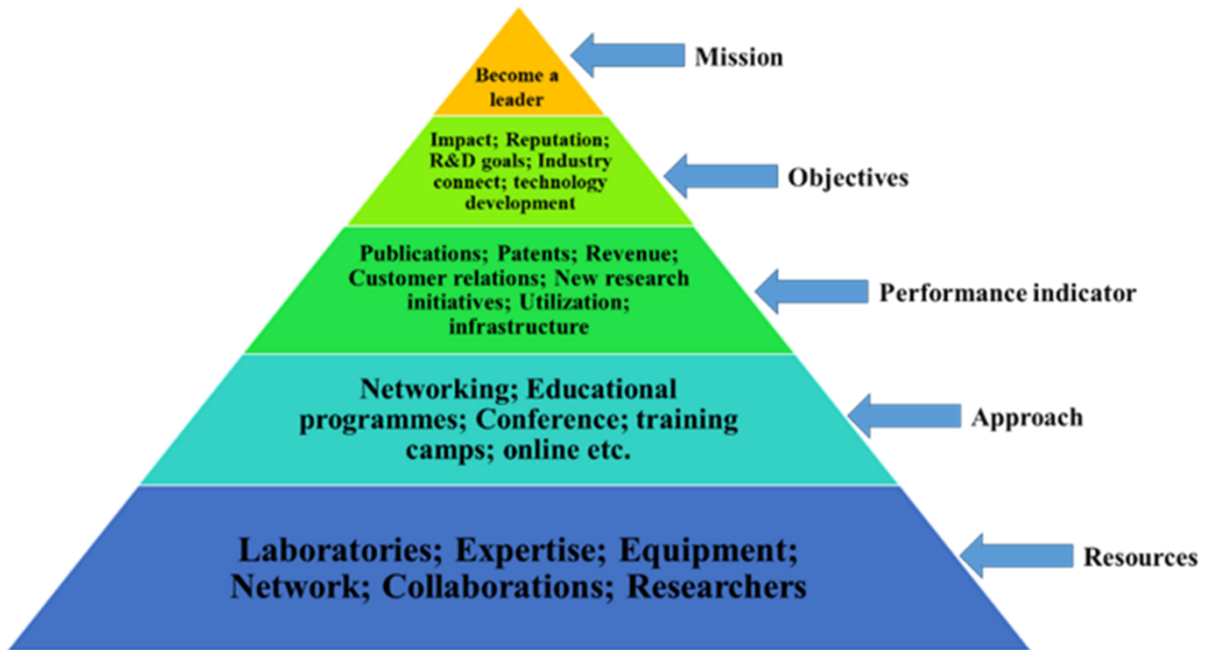 Become a
leader
Mission
Impact; Reputation;
R&D goals; Industry
connect; technology
development
Objectives
Publications; Patents; Revenue;
Customer relations; New research
initiatives; Utilization;
infrastructure
Performance indicator
Networking; Educational
programmes; Conference; training
camps; online etc.
Approach
Laboratories; Expertise; Equipment;
Network; Collaborations; Researchers
Resources